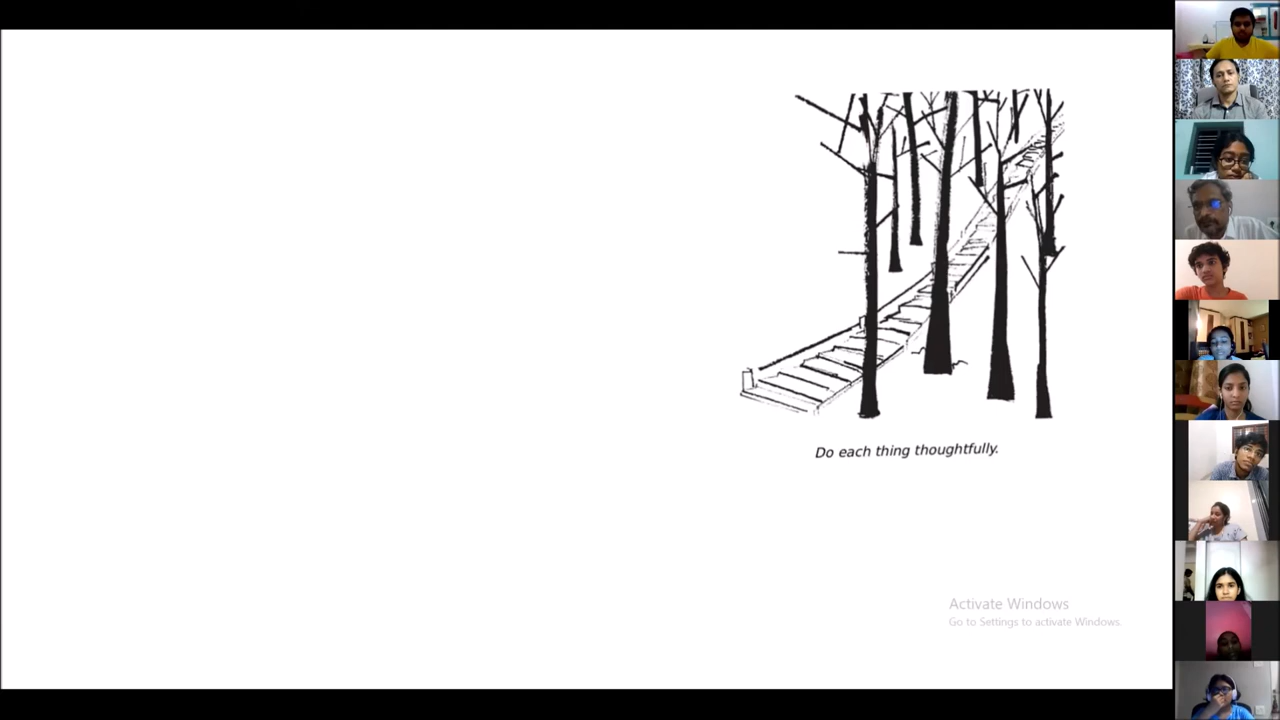 Do each thing thoughtfully.
Activate Windows
Go to Settings to activate Windows.